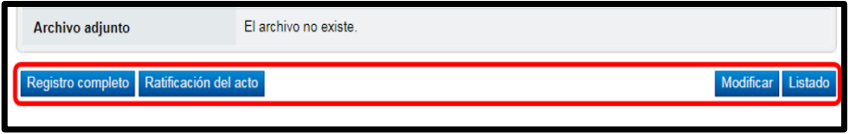 Archivo adjunto El archivo no existe.
Registro completo Ratificación del acto Modificar Listado